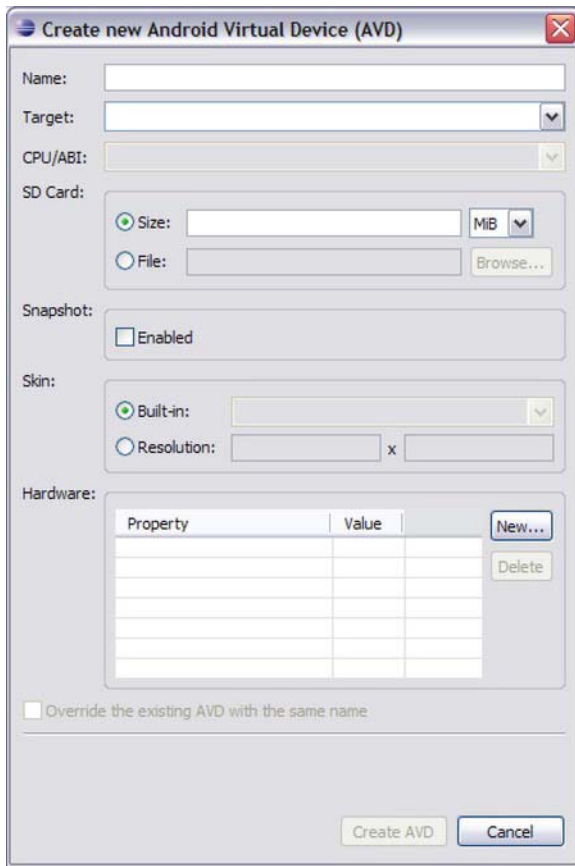 Create new Android Virtual Device (AVD)
Name:
Target:
CPU/ABI:
SD Card:
Size: MiB
File: Browse...
Snapshot:
Enabled
Skin:
Built-in:
Resolution: x
Hardware:
Property Value New...
Delete
Override the existing AVD with the same name
Create AVD Cancel